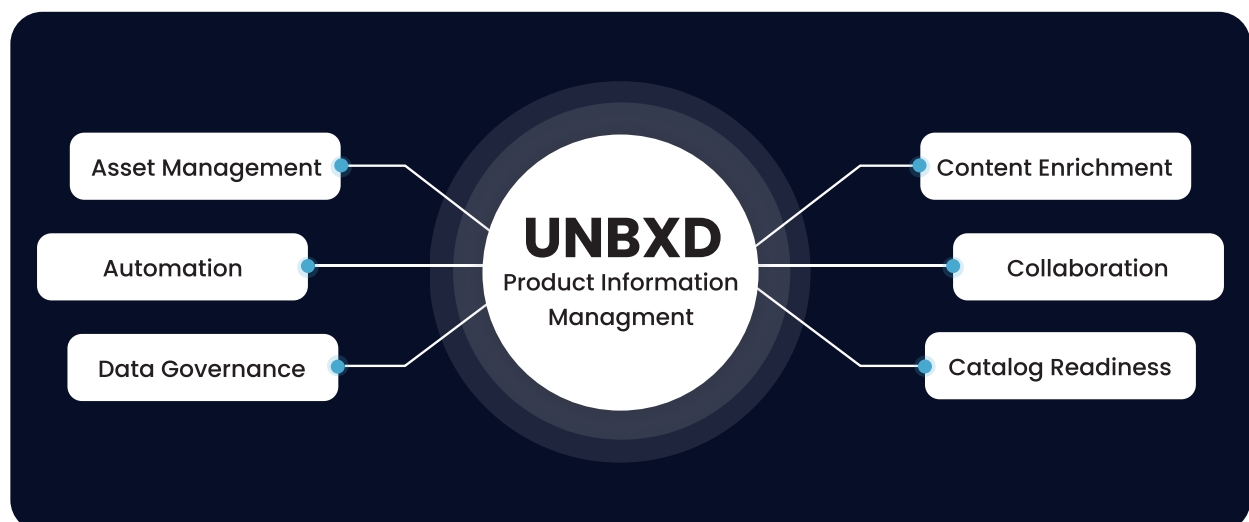 Asset Management
Automation
Data Governance
UNBXD
Product Information
Managment
Content Enrichment
Collaboration
Catalog Readiness